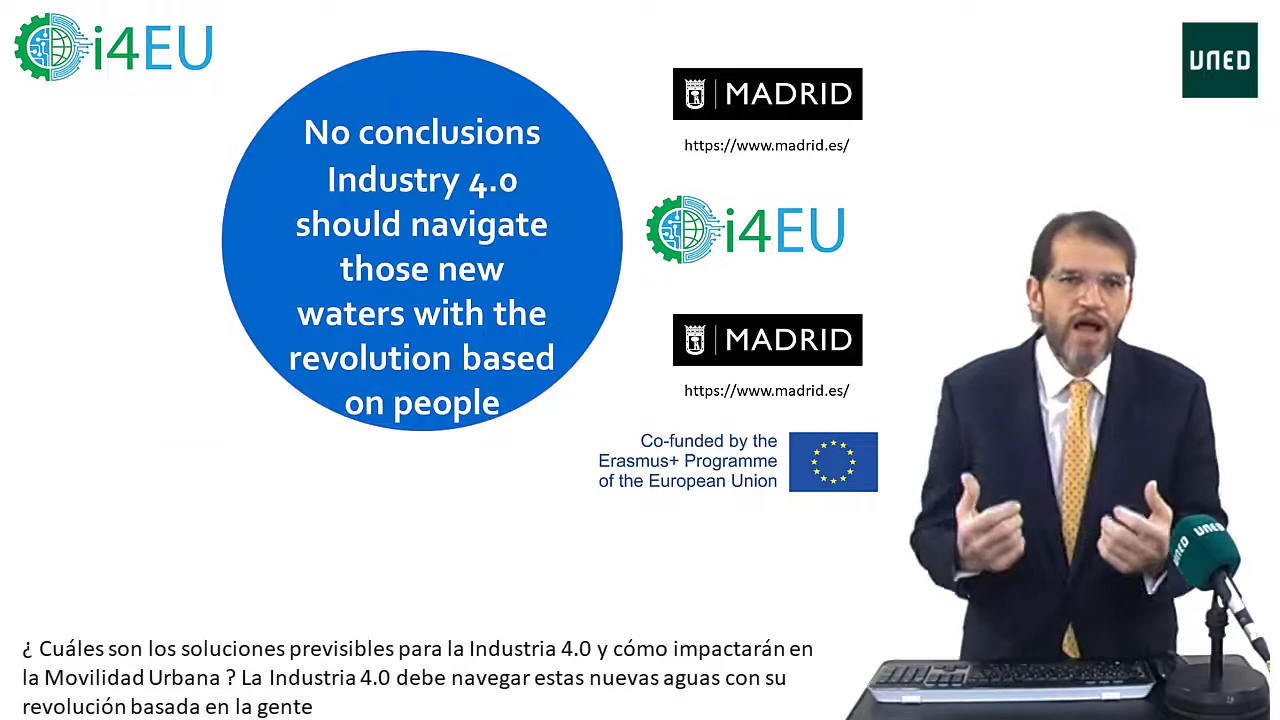 i4EU
UNED
No conclusions
Industry 4.0
should navigate
those new
waters with the
revolution based
on people
MADRID
https://www.madrid.es/
i4EU
MADRID
https://www.madrid.es/
Co-funded by the
Erasmus+ Programme
of the European Union
UNED
UNED
¿ Cuáles son los soluciones previsibles para la Industria 4.0 y cómo impactarán en
la Movilidad Urbana ? La Industria 4.0 debe navegar estas nuevas aguas con su
revolución basada en la gente